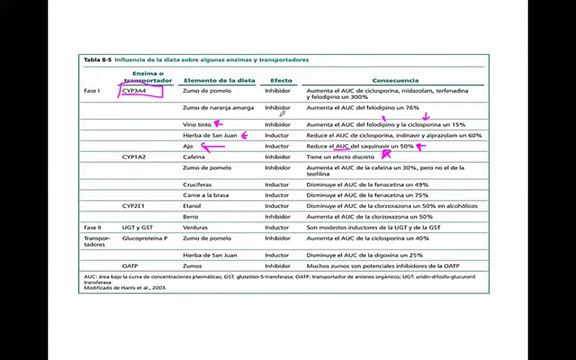 Tabla 8-5 Influencia de la dieta sobre algunas enzimas y transportadores
Enzima o transportador Elemento de la dieta Efecto Consecuencia
Fase I CYP3A4 Zumo de pomelo Inhibidor Aumenta el AUC de ciclosporina, midazolam, terfenadina
y felodipino un 300%
Zumo de naranja amarga Inhibidor Aumenta el AUC del felodipino un 76%
Vino tinto Inhibidor Aumenta el AUC del felodipino y la ciclosporina un 15%
Hierba de San Juan Inductor Reduce el AUC de ciclosporina, indinavir y alprazolam un 60%
Ajo Inductor Reduce el AUC del saquinavir un 50%
CYP1A2 Cafeína Inhibidor Tiene un efecto discreto
Zumo de pomelo Inhibidor Aumenta el AUC de la cafeína un 30%, pero no el de la
teofilina
Crucíferas Inductor Disminuye el AUC de la fenacetina un 49%
Carne a la brasa Inductor Disminuye el AUC de la fenacetina un 75%
CYP2E1 Etanol Inductor Disminuye el AUC de la clorzoxazona un 50% en alcohólicos
Berro Inhibidor Aumenta el AUC de la clorzoxazona un 50%
Fase II UGT y GST Verduras Inductor Son modestos inductores de la UGT y de la GST
Transpor-
tadores Glucoproteína P Zumo de pomelo Inhibidor Aumenta el AUC de la ciclosporina un 40%
Hierba de San Juan Inductor Disminuye el AUC de la digoxina un 25%
OATP Zumos Inhibidor Muchos zumos son potenciales inhibidores de la OATP
AUC: área bajo la curva de concentraciones plasmáticas; GST: glutatión-S-transferasa; OATP: transportador de aniones orgánicos; UGT: uridín-difosfo-glucuronil
transferasa
Modificado de Harris et al., 2003.